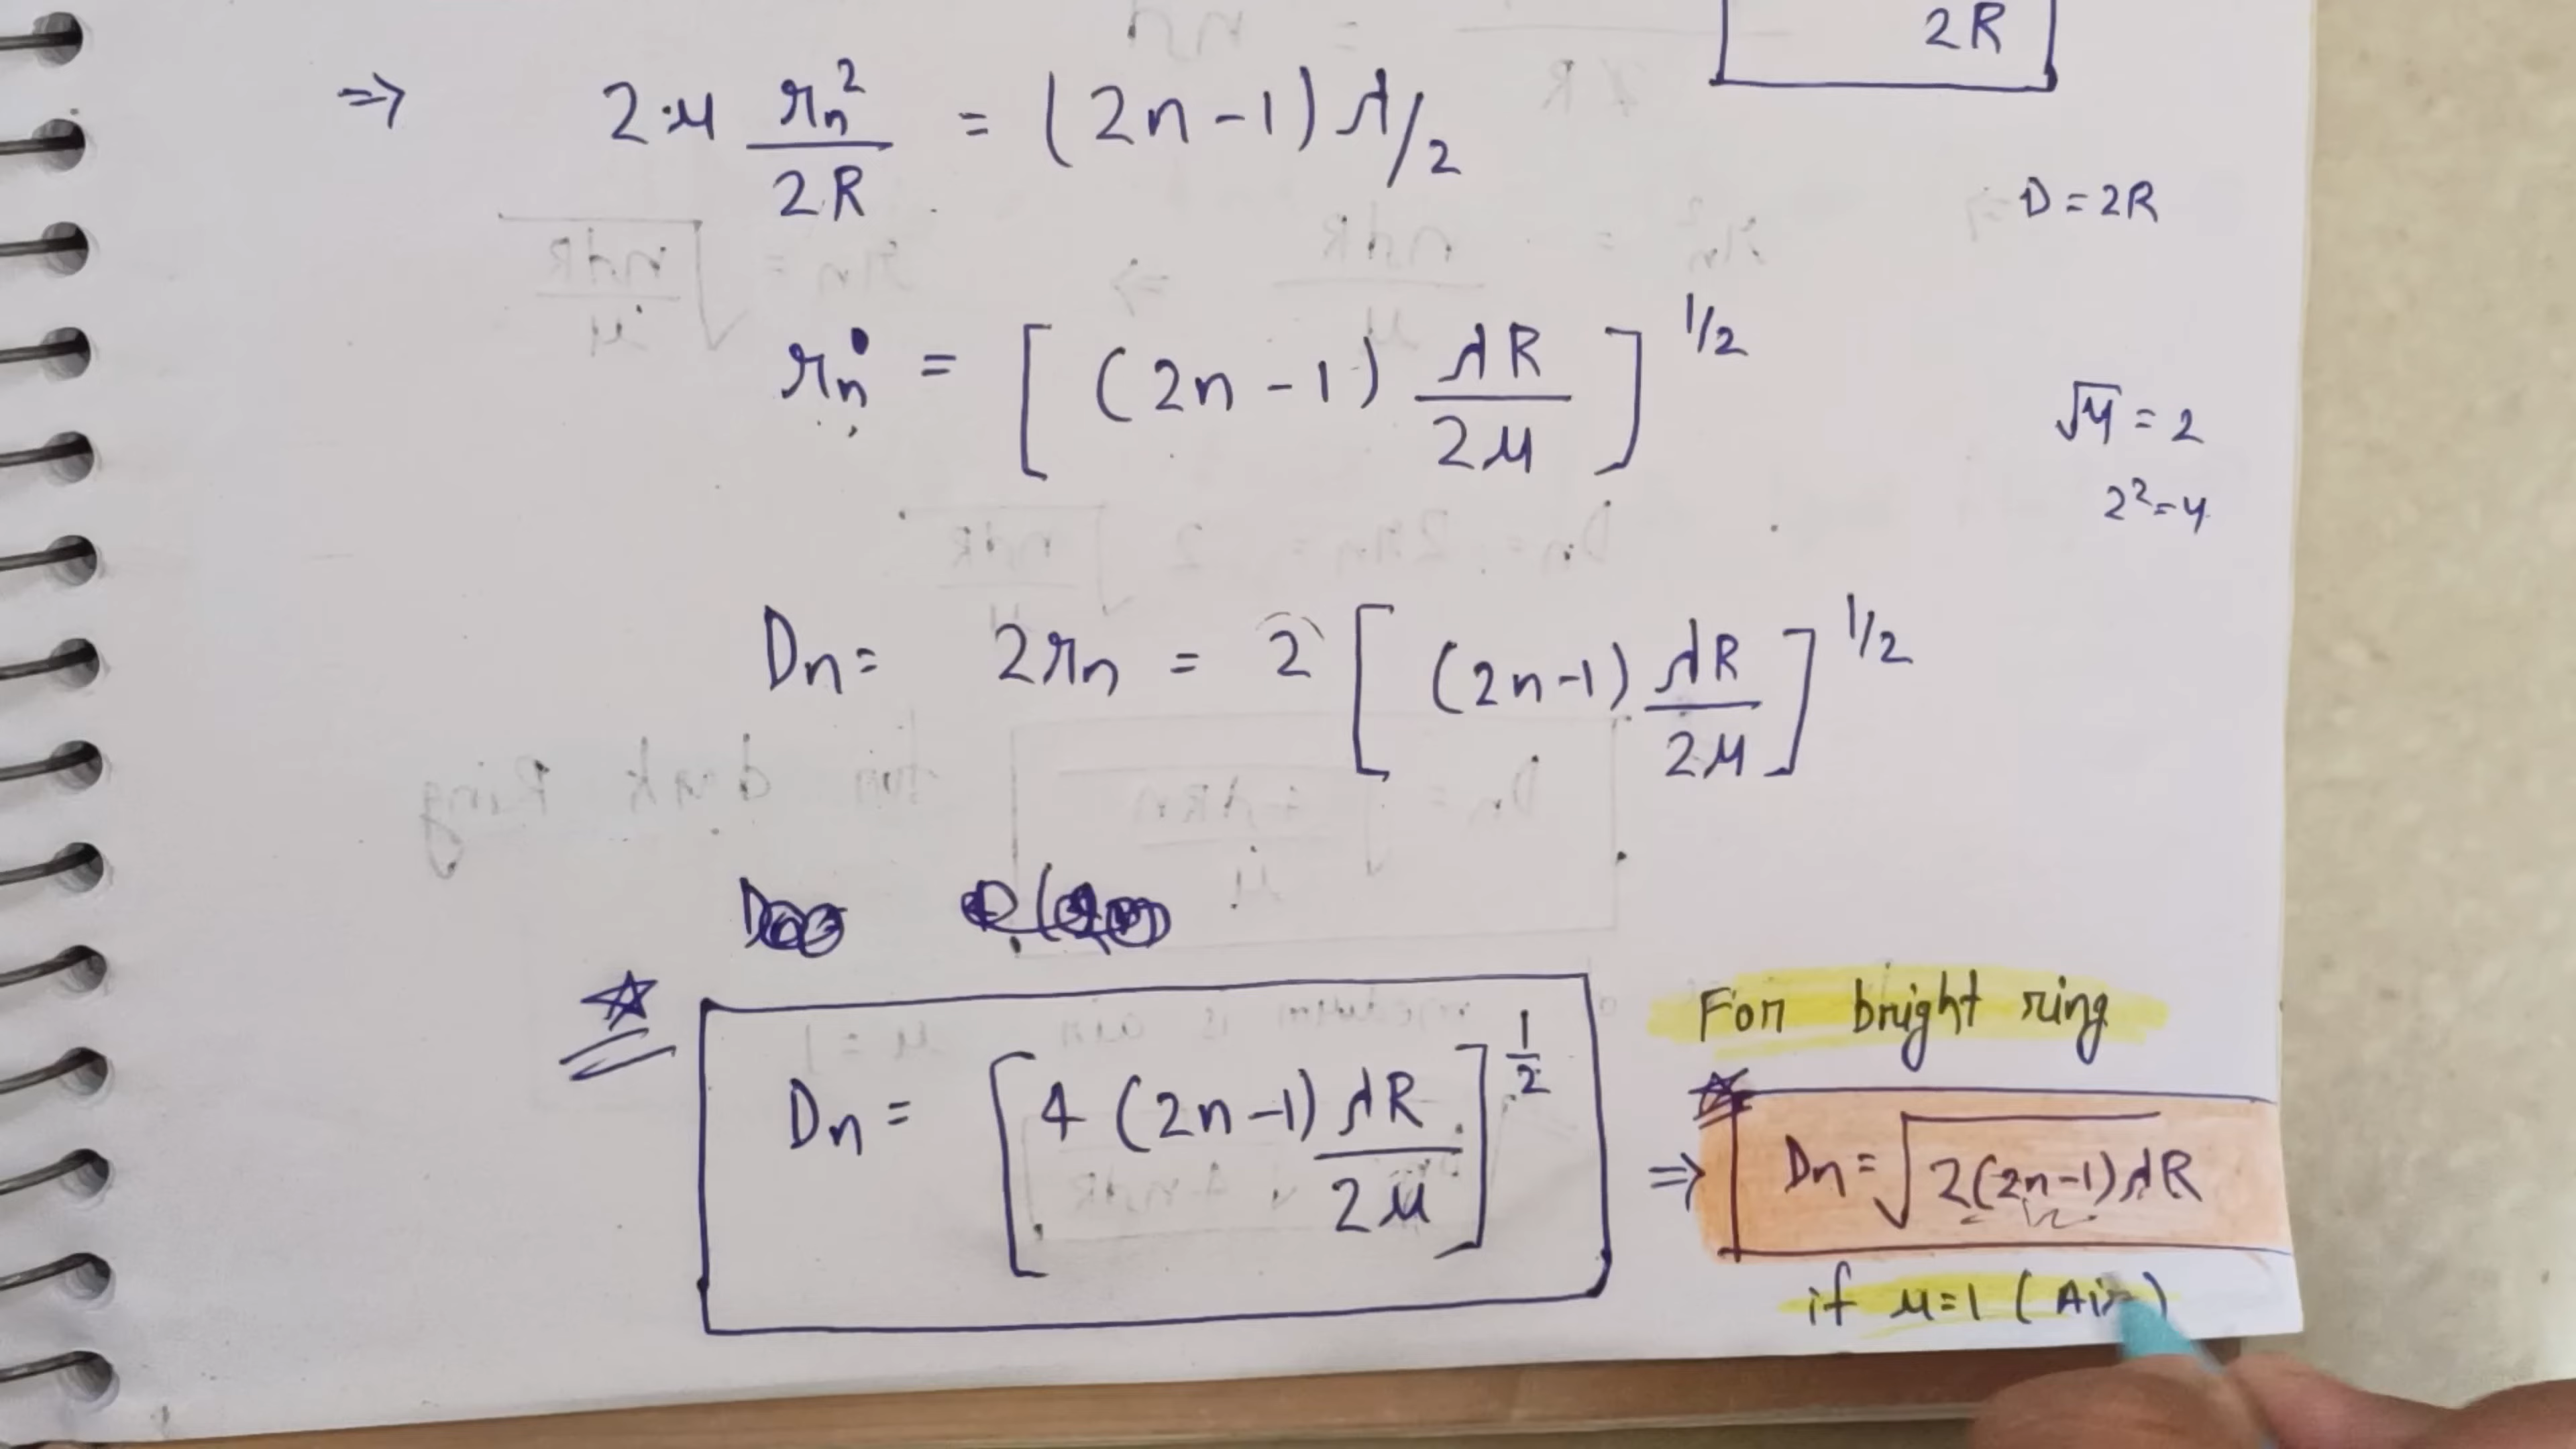 2R
⇒ 2·μ rn²/2R = (2n-1)λ/2
D = 2R
rn = [(2n-1) λR/2μ]^1/2
√4 = 2
2² = 4
Dn = 2rn = 2[(2n-1) λR/2μ]^1/2
For bright ring
Dn = [4(2n-1) λR/2μ]^1/2
⇒ Dn = √2(2n-1)λR
if μ=1 (Air)